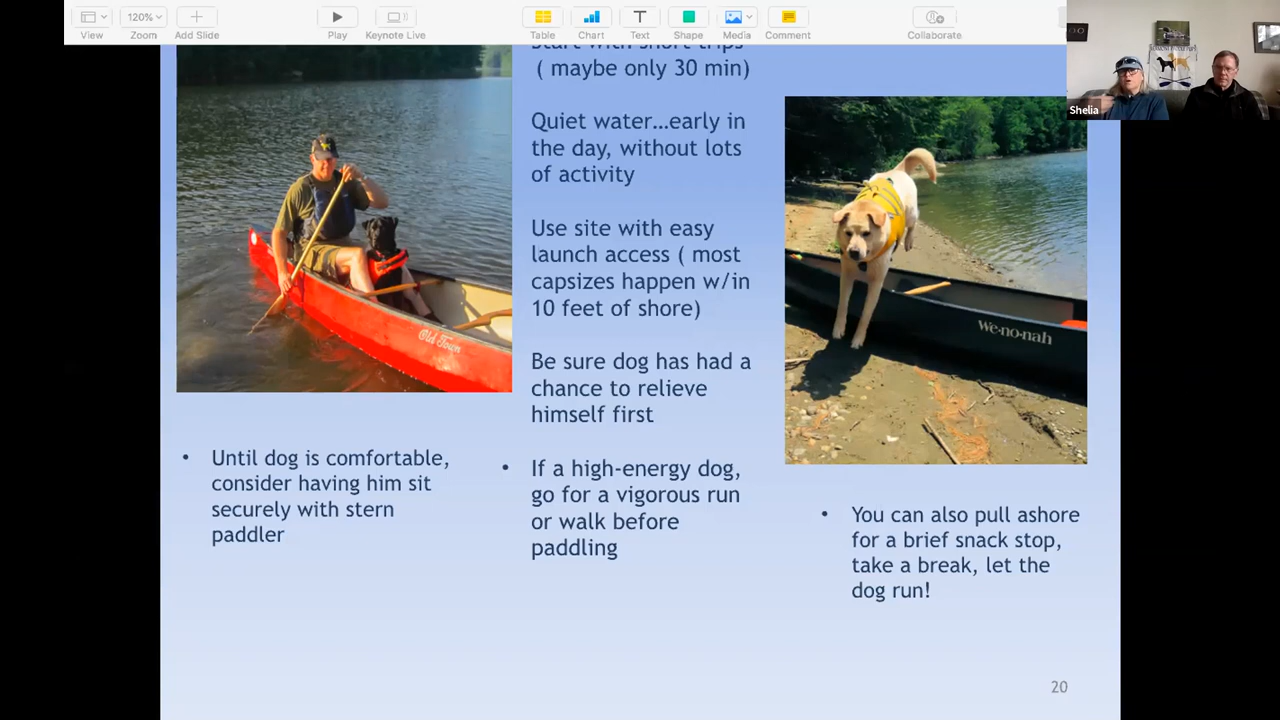 View
120%
Zoom
Add Slide
Play
Keynote Live
Table
Chart
Text
Shape
Media
Comment
Collaborate
Shelia
Start with short trips
( maybe only 30 min)
Quiet water...early in
the day, without lots
of activity
Use site with easy
launch access ( most
capsizes happen w/in
10 feet of shore)
Be sure dog has had a
chance to relieve
himself first
• If a high-energy dog,
go for a vigorous run
or walk before
paddling
Old Town
• Until dog is comfortable,
consider having him sit
securely with stern
paddler
We·no·nah
• You can also pull ashore
for a brief snack stop,
take a break, let the
dog run!
20